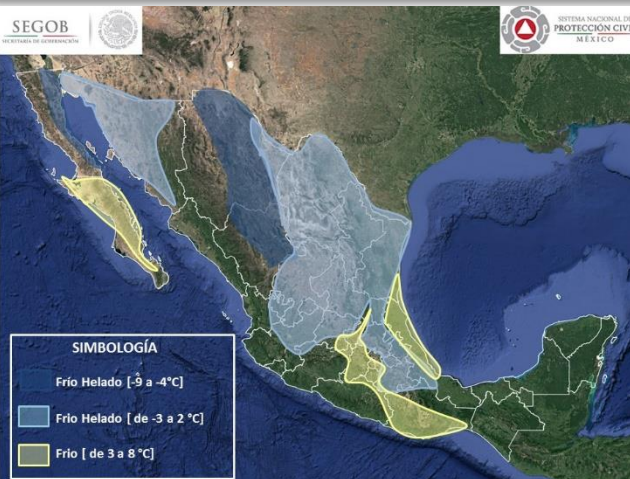 SEGOB
SECRETARÍA DE GOBERNACIÓN
SISTEMA NACIONAL DE
PROTECCIÓN CIVI
MÉXICO
SIMBOLOGÍA
Frío Helado [-9 a -4°C]
Frio Helado [ de -3 a 2 °C]
Frio [ de 3 a 8 °C]